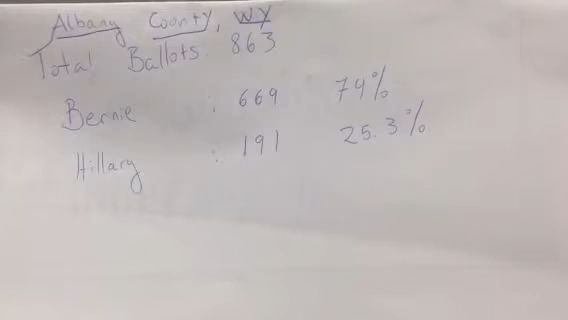 Albany County, WY
Total Ballots: 863
Bernie : 669 74%
Hillary : 191 25.3%